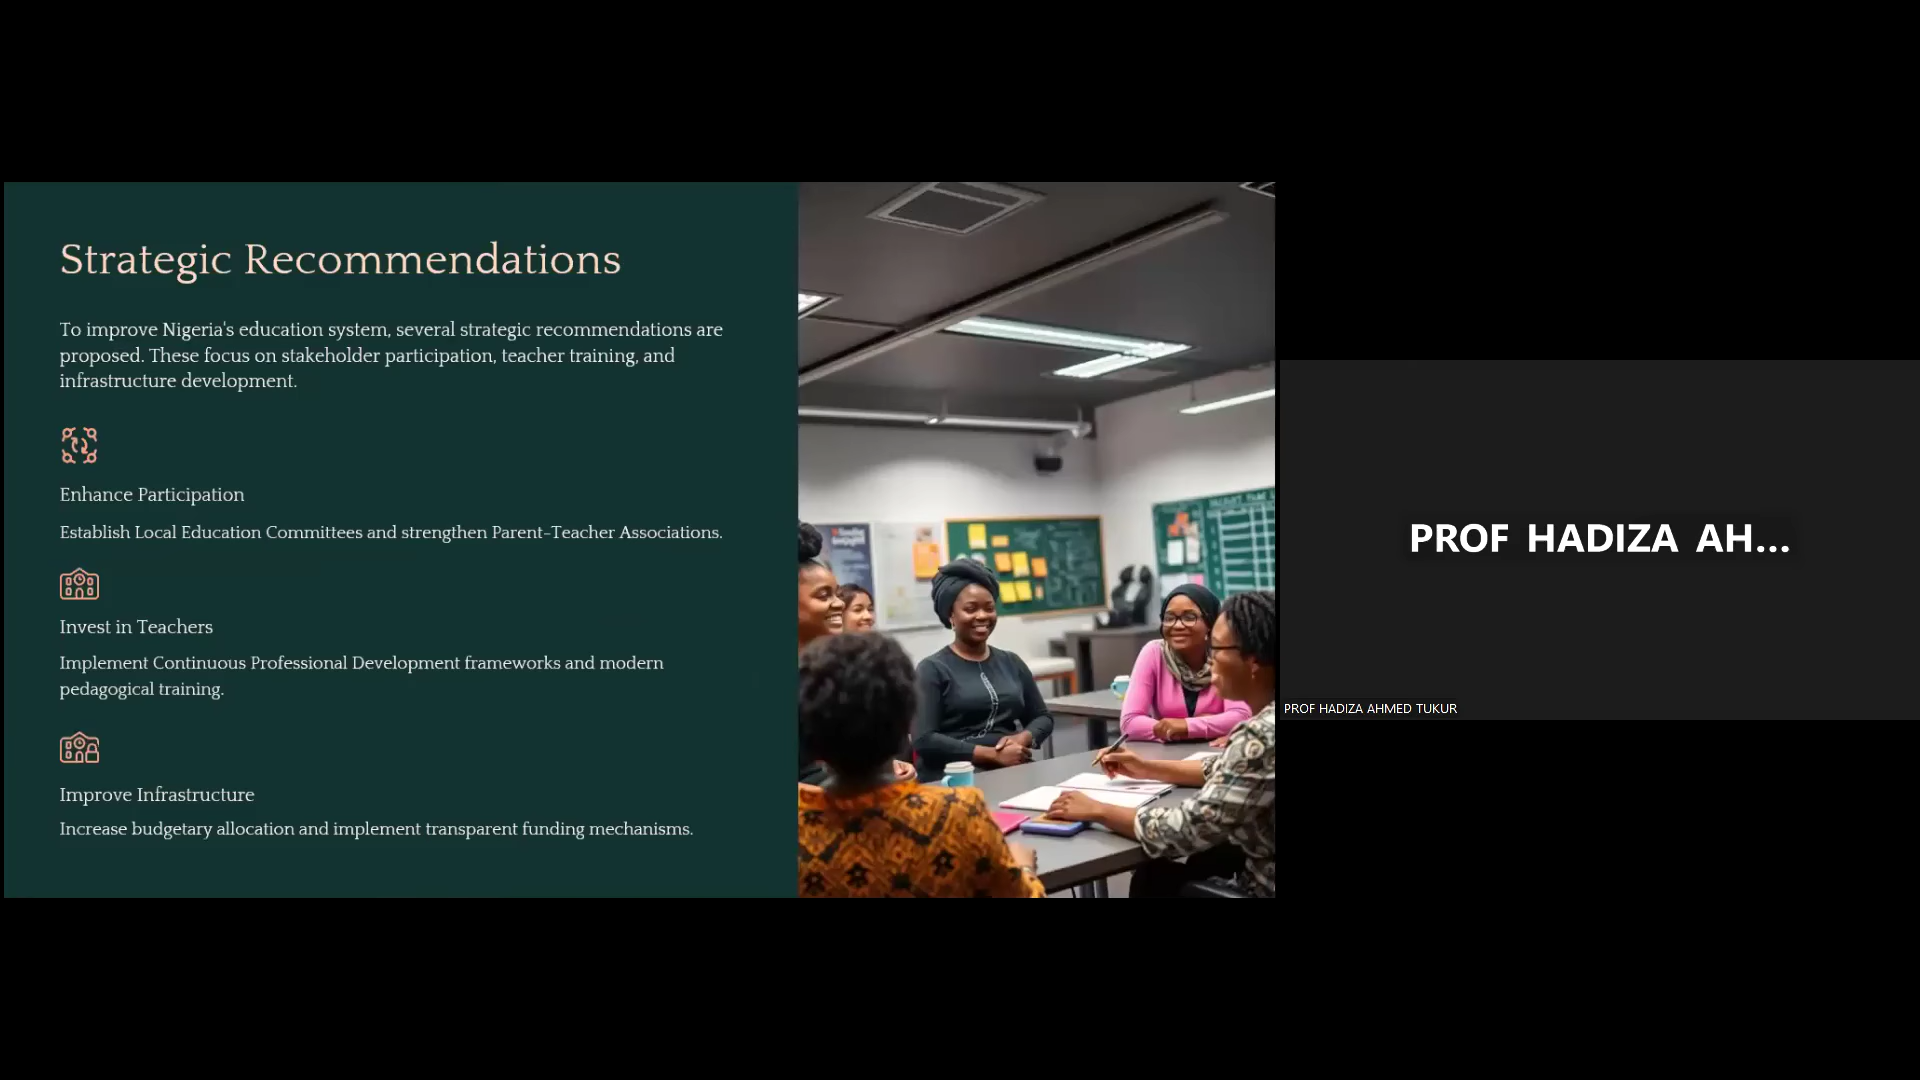 Strategic Recommendations
To improve Nigeria's education system, several strategic recommendations are
proposed. These focus on stakeholder participation, teacher training, and
infrastructure development.
Enhance Participation
Establish Local Education Committees and strengthen Parent-Teacher Associations.
Invest in Teachers
Implement Continuous Professional Development frameworks and modern
pedagogical training.
Improve Infrastructure
Increase budgetary allocation and implement transparent funding mechanisms.
PROF HADIZA AH...
PROF HADIZA AHMED TUKUR